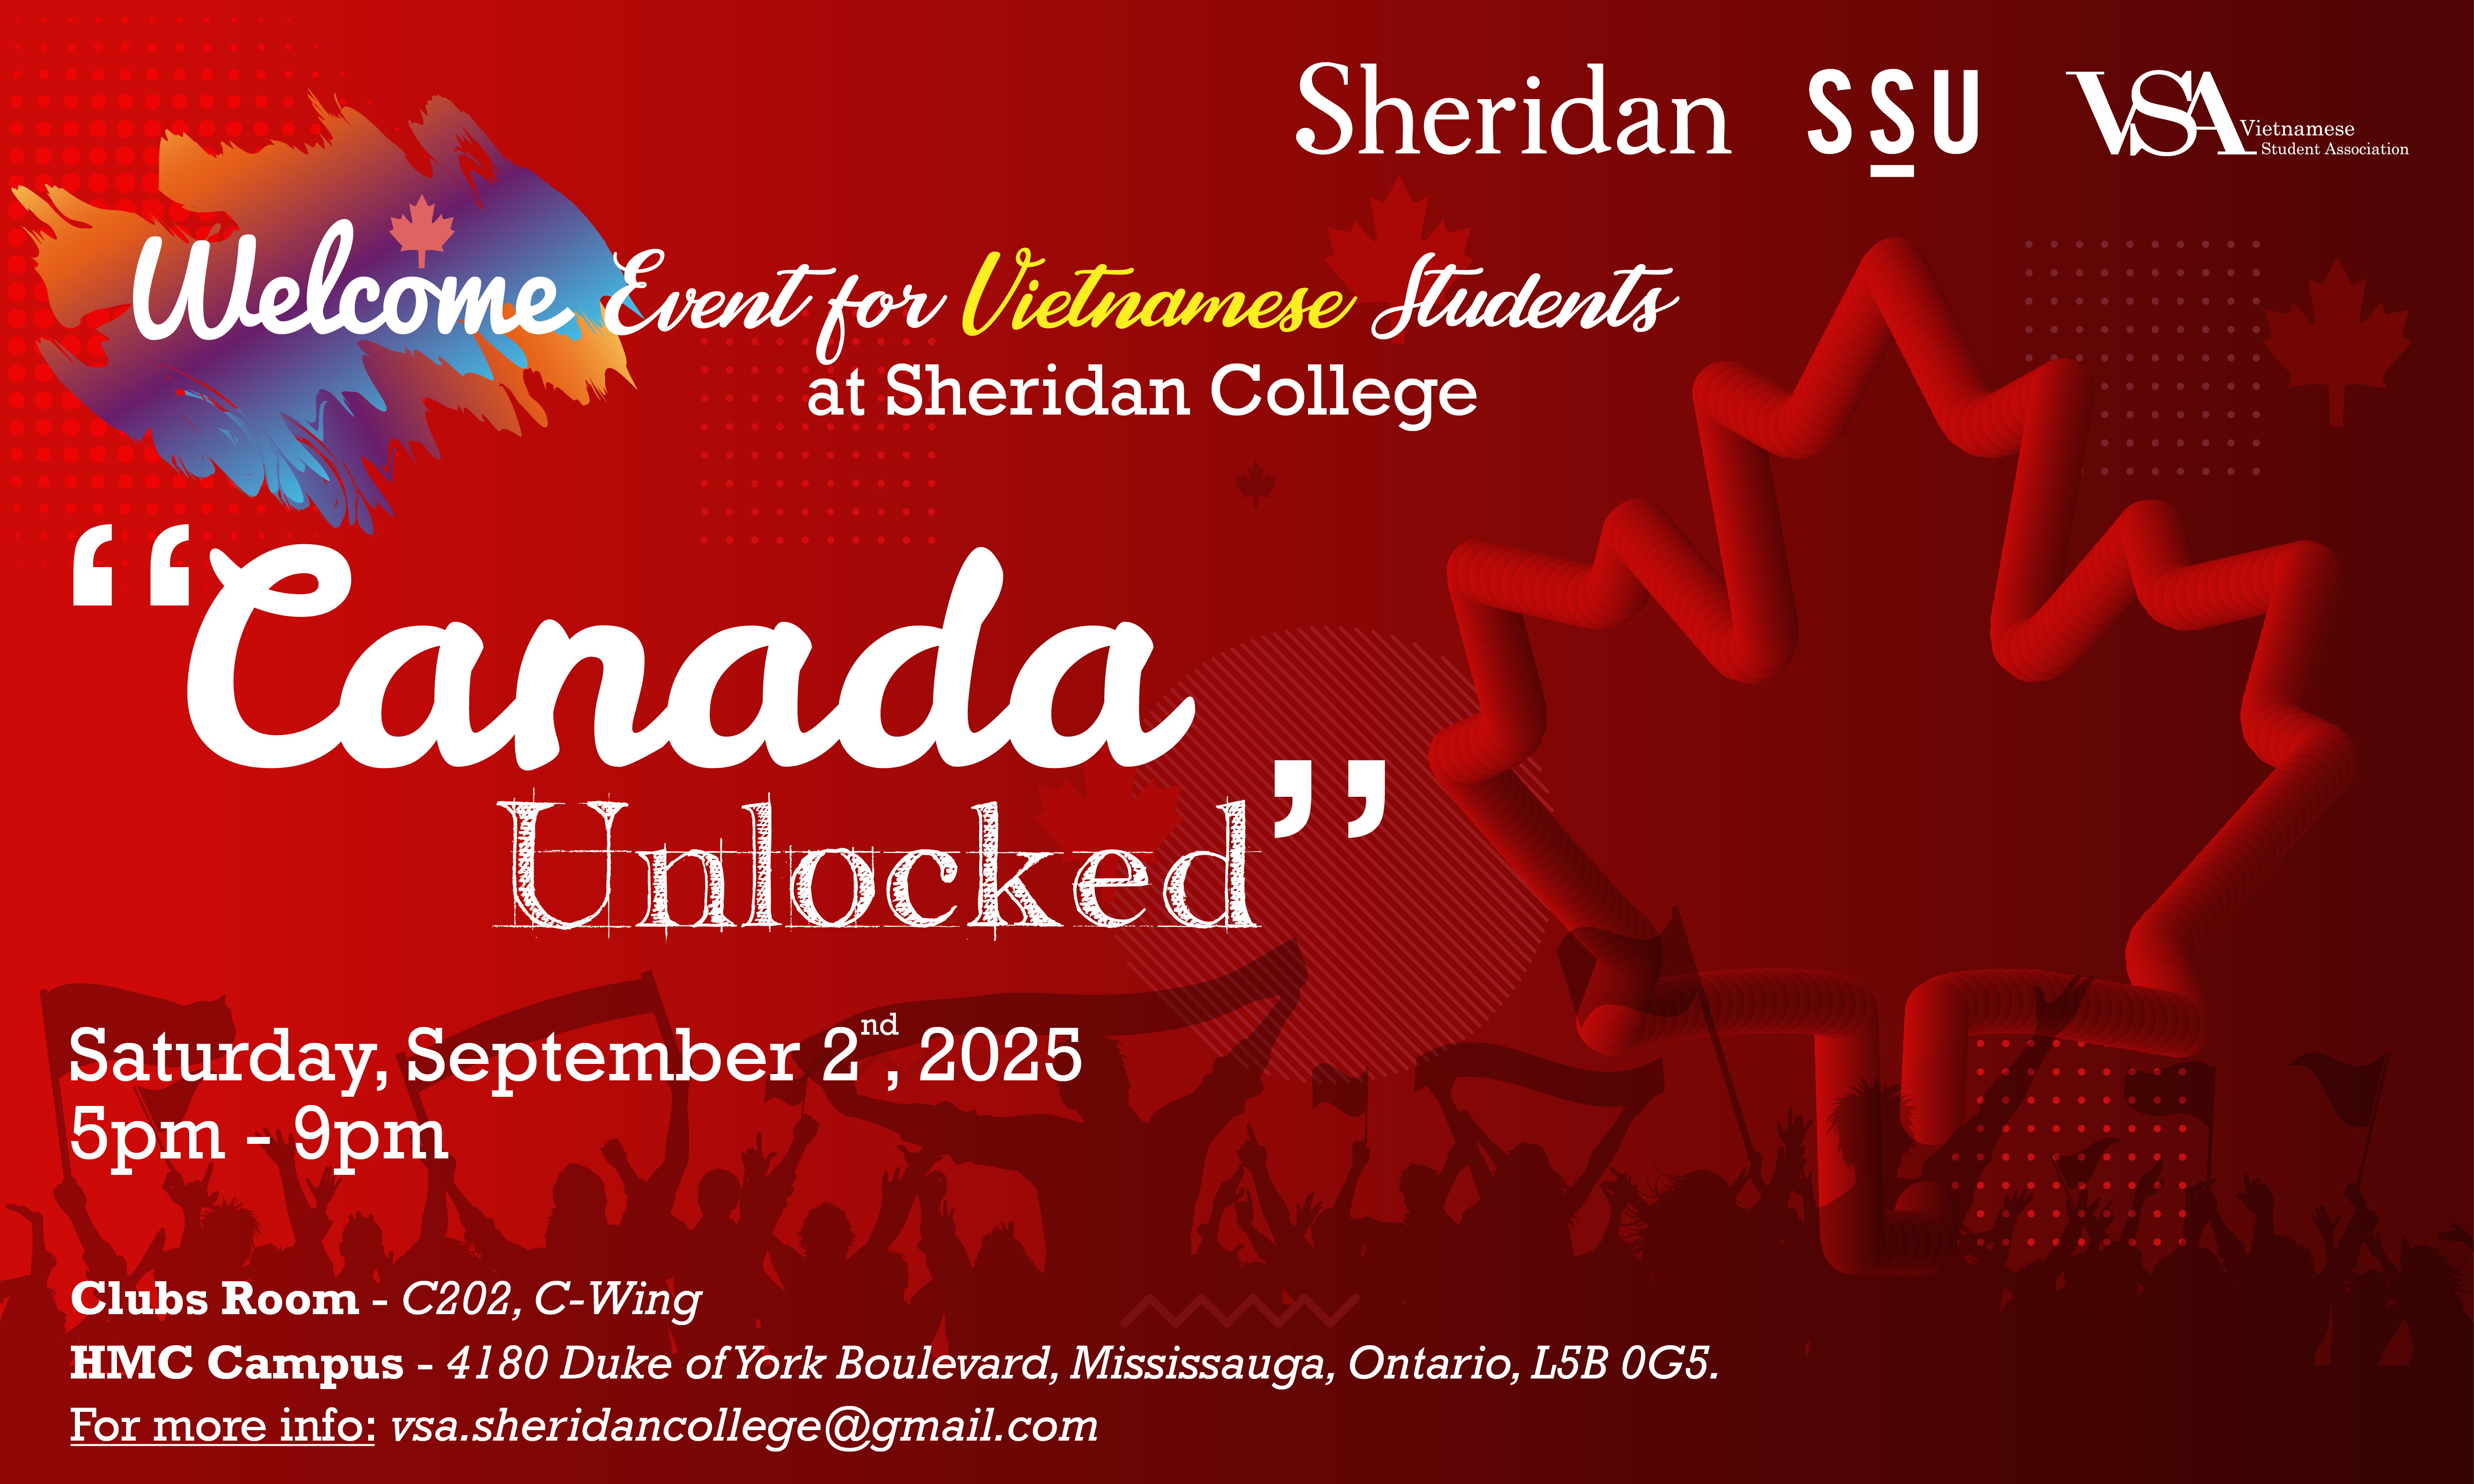 Sheridan SSU VSA Vietnamese
Student Association
Welcome Event for Vietnamese Students
at Sheridan College
“Canada
Unlocked”
Saturday, September 2nd, 2025
5pm - 9pm
Clubs Room - C202, C-Wing
HMC Campus - 4180 Duke of York Boulevard, Mississauga, Ontario, L5B 0G5.
For more info: vsa.sheridancollege@gmail.com